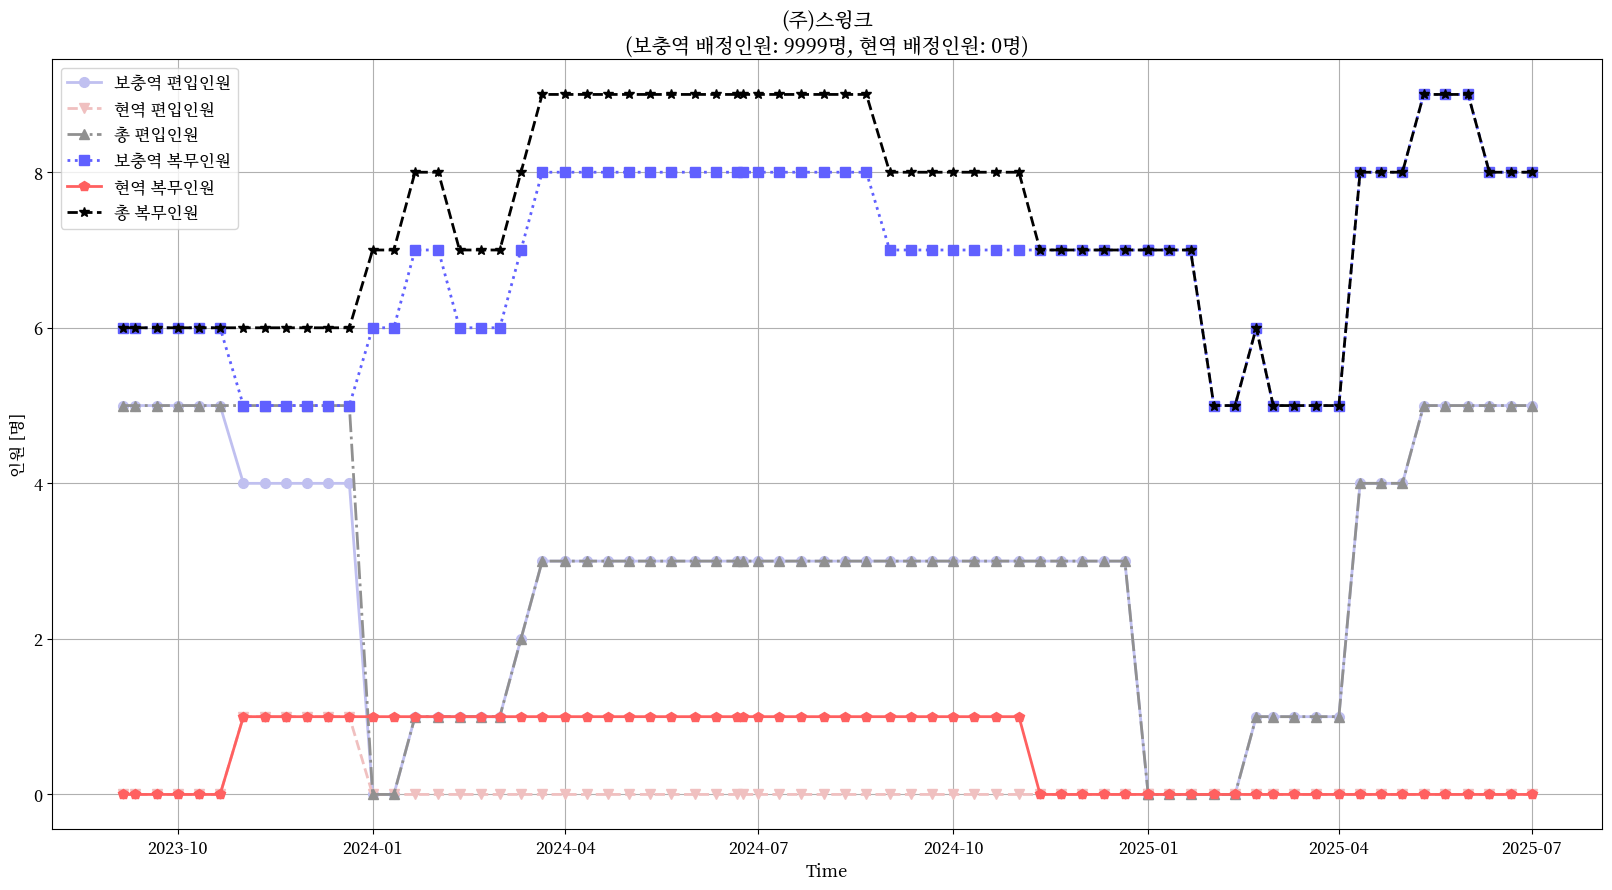 (주)스윙크
(보충역 배정인원: 9999명, 현역 배정인원: 0명)
보충역 편입인원
현역 편입인원
총 편입인원
보충역 복무인원
현역 복무인원
총 복무인원
인원 [명]
8
6
4
2
0
2023-10
2024-01
2024-04
2024-07
2024-10
2025-01
2025-04
2025-07
Time